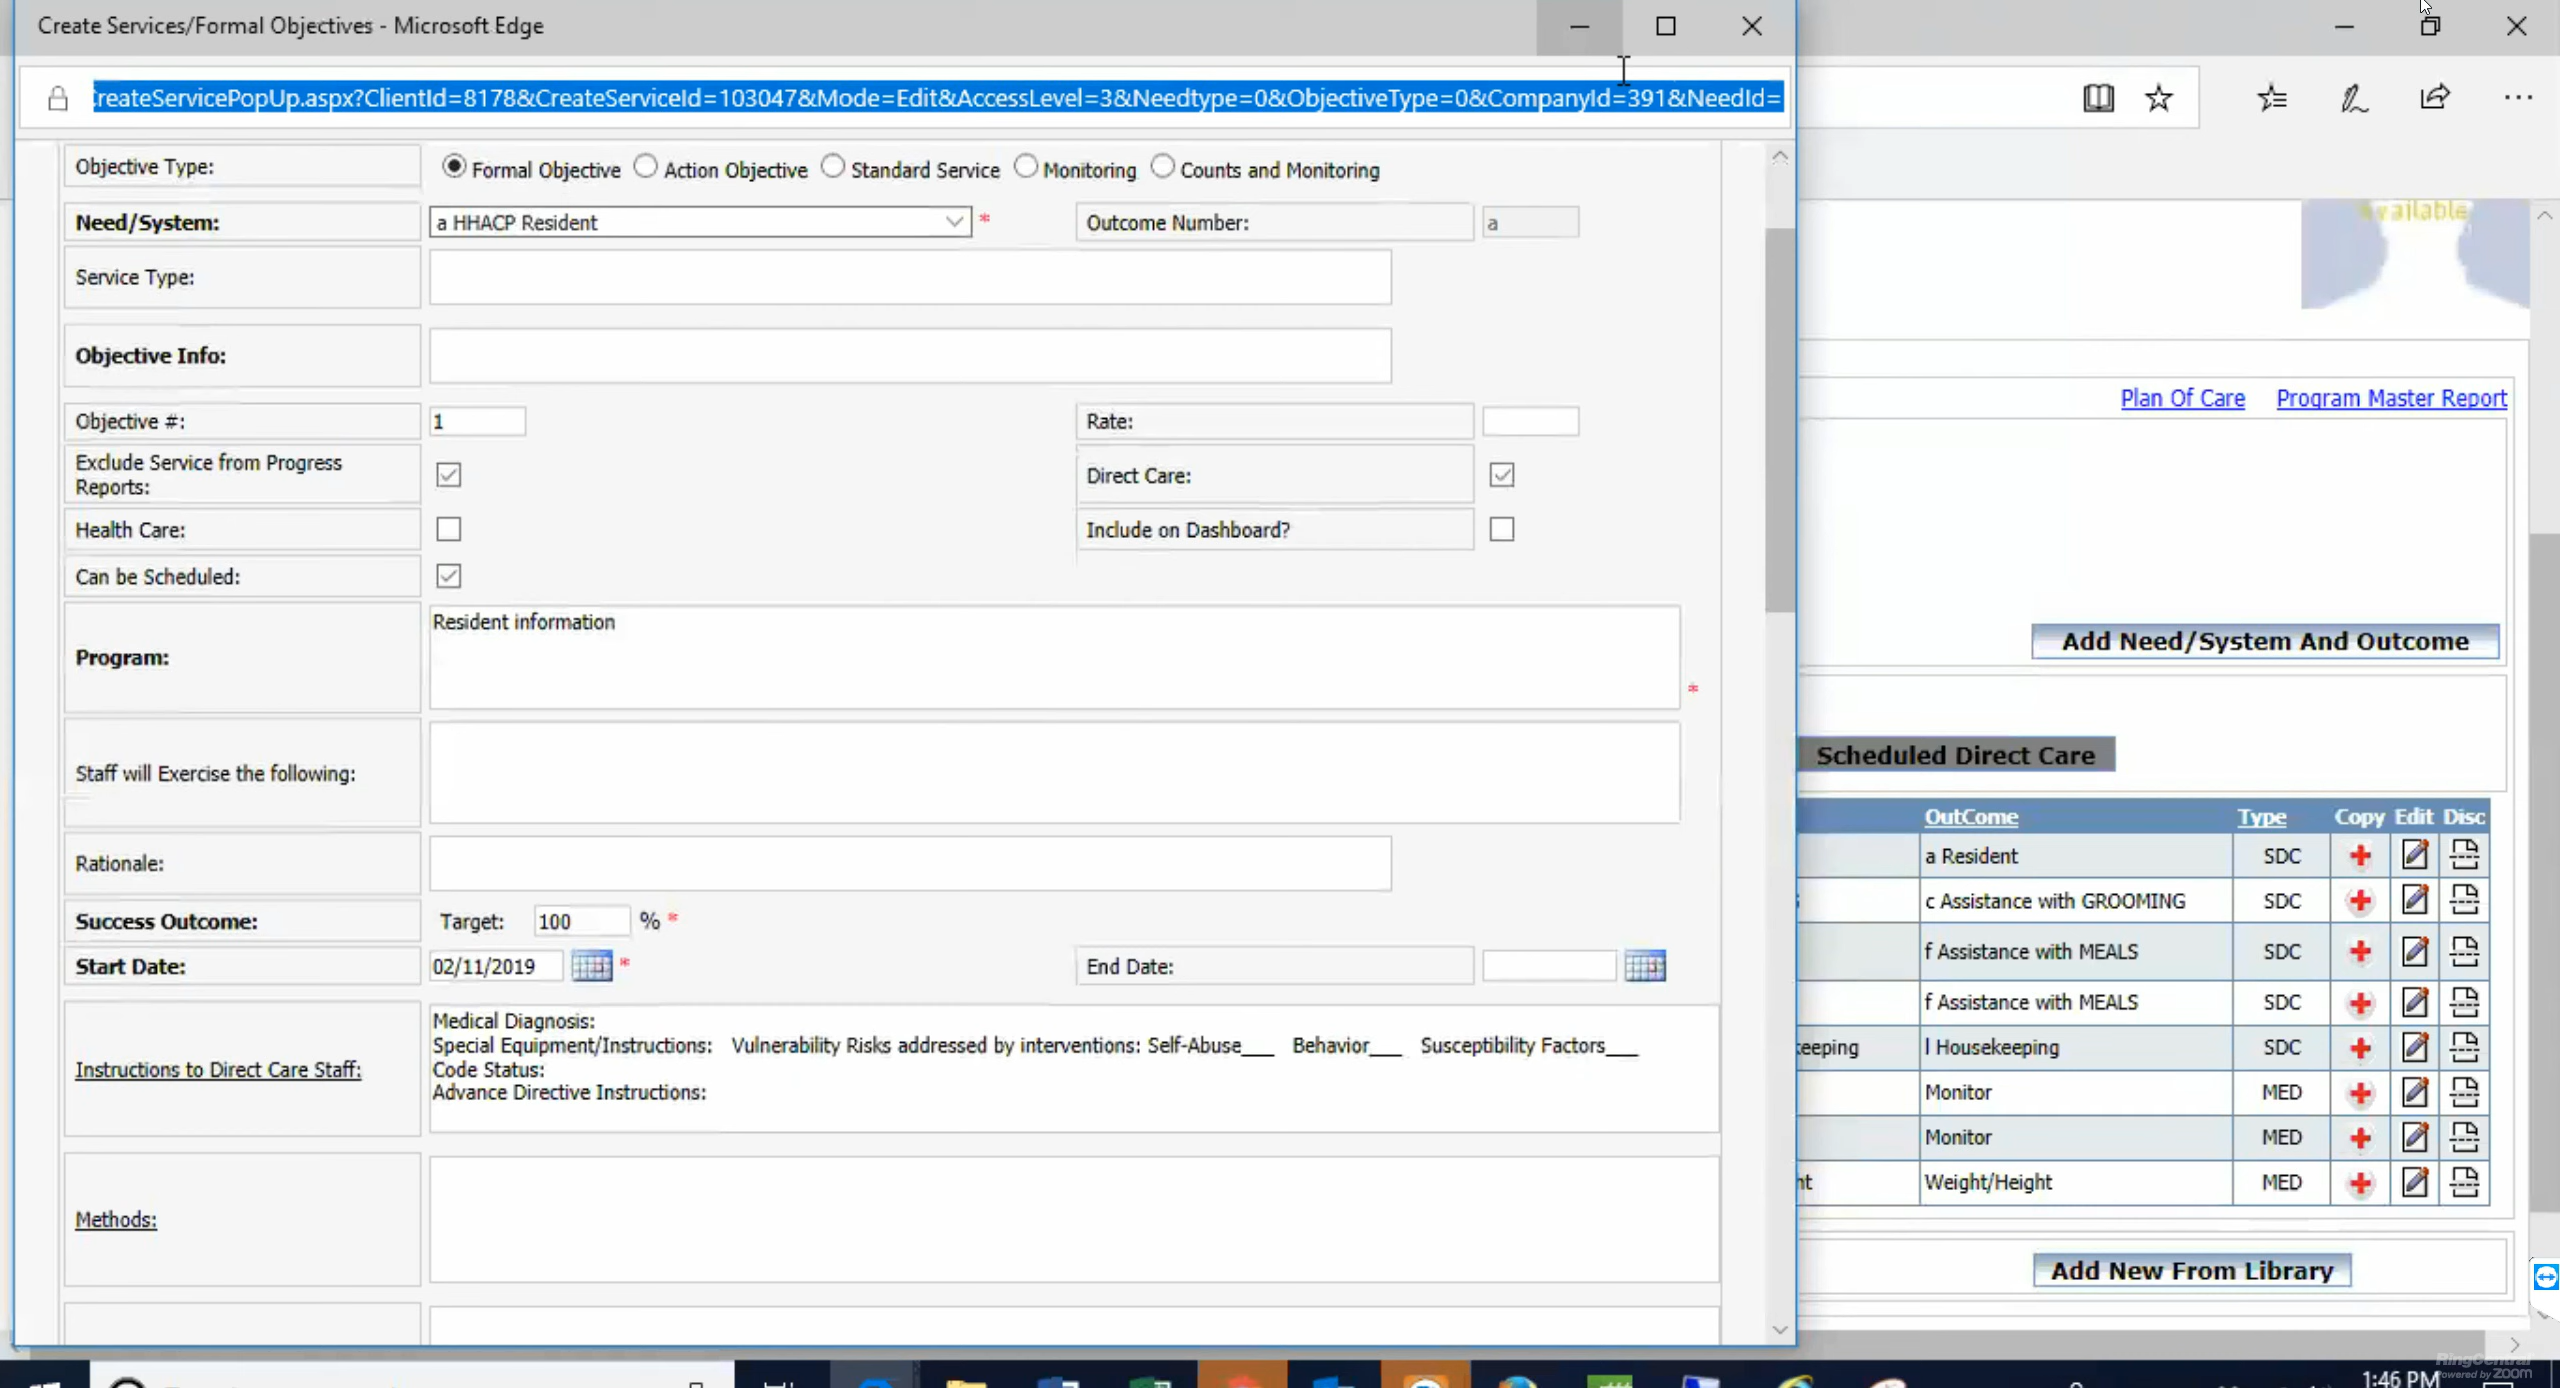 Create Services/Formal Objectives - Microsoft Edge
CreateServicePopUp.aspx?ClientId=8178&CreateServiceId=103047&Mode=Edit&AccessLevel=3&Needtype=0&ObjectiveType=0&CompanyId=391&NeedId=
Objective Type: Formal Objective Action Objective Standard Service Monitoring Counts and Monitoring
Need/System: a HHACP Resident * Outcome Number: a
Service Type:
Objective Info:
Objective #: 1 Rate:
Exclude Service from Progress
Reports: Direct Care:
Health Care: Include on Dashboard?
Can be Scheduled:
Program: Resident information *
Staff will Exercise the following:
Rationale:
Success Outcome: Target: 100 % *
Start Date: 02/11/2019 * End Date:
Instructions to Direct Care Staff:
Medical Diagnosis:
Special Equipment/Instructions: Vulnerability Risks addressed by interventions: Self-Abuse___ Behavior___ Susceptibility Factors___
Code Status:
Advance Directive Instructions:
Methods:
Available
Plan Of Care Program Master Report
Add Need/System And Outcome
Scheduled Direct Care
OutCome Type Copy Edit Disc
a Resident SDC
c Assistance with GROOMING SDC
f Assistance with MEALS SDC
f Assistance with MEALS SDC
keeping l Housekeeping SDC
Monitor MED
Monitor MED
ht Weight/Height MED
Add New From Library
RingCentral
Powered by ZOOM
1:46 PM